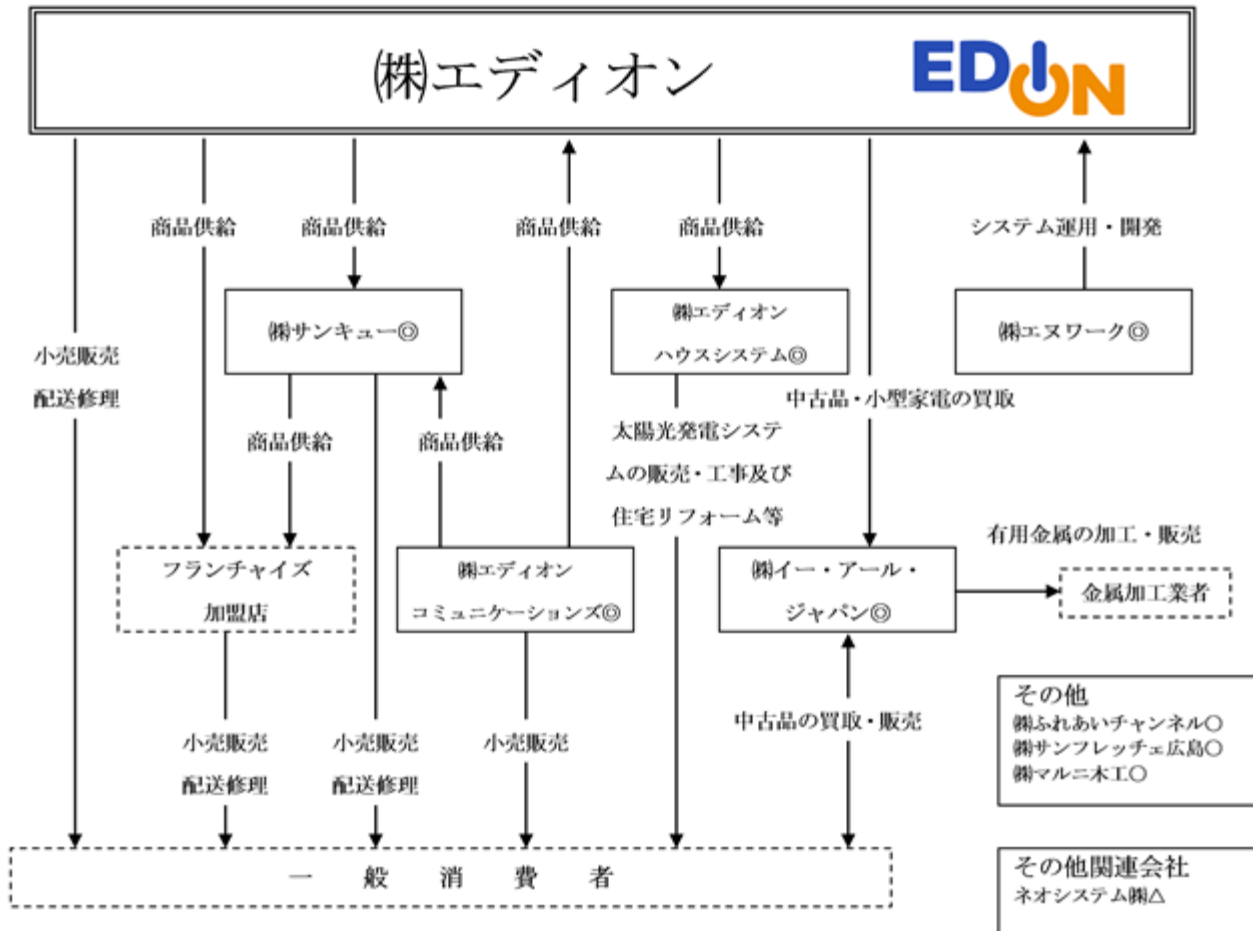 ㈱エディオン
EDION
商品供給
商品供給
商品供給
商品供給
システム運用・開発
㈱サンキュー◎
㈱エディオン
ハウスシステム◎
㈱エヌワーク◎
小売販売
配送修理
中古品・小型家電の買取
商品供給
商品供給
太陽光発電システ
ムの販売・工事及び
住宅リフォーム等
有用金属の加工・販売
フランチャイズ
加盟店
㈱エディオン
コミュニケーションズ◎
㈱イー・アール・
ジャパン◎
金属加工業者
小売販売
配送修理
小売販売
配送修理
小売販売
中古品の買取・販売
その他
㈱ふれあいチャンネル○
㈱サンフレッチェ広島○
㈱マルニ木工○
一般消費者
その他関連会社
ネオシステム㈱△